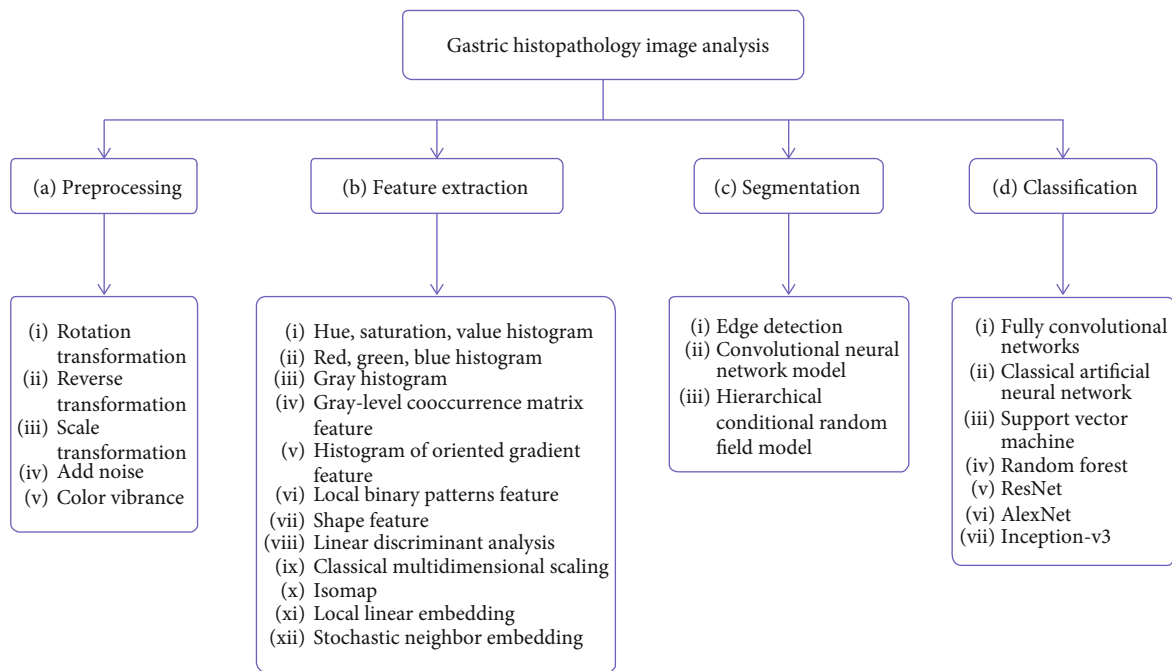 Gastric histopathology image analysis
(a) Preprocessing
(b) Feature extraction
(c) Segmentation
(d) Classification
(i) Rotation
transformation
(ii) Reverse
transformation
(iii) Scale
transformation
(iv) Add noise
(v) Color vibrance
(i) Hue, saturation, value histogram
(ii) Red, green, blue histogram
(iii) Gray histogram
(iv) Gray-level cooccurrence matrix
feature
(v) Histogram of oriented gradient
feature
(vi) Local binary patterns feature
(vii) Shape feature
(viii) Linear discriminant analysis
(ix) Classical multidimensional scaling
(x) Isomap
(xi) Local linear embedding
(xii) Stochastic neighbor embedding
(i) Edge detection
(ii) Convolutional neural
network model
(iii) Hierarchical
conditional random
field model
(i) Fully convolutional
networks
(ii) Classical artificial
neural network
(iii) Support vector
machine
(iv) Random forest
(v) ResNet
(vi) AlexNet
(vii) Inception-v3